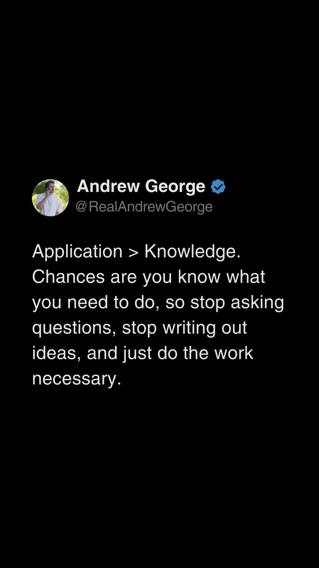 Andrew George
@RealAndrewGeorge
Application > Knowledge.
Chances are you know what
you need to do, so stop asking
questions, stop writing out
ideas, and just do the work
necessary.